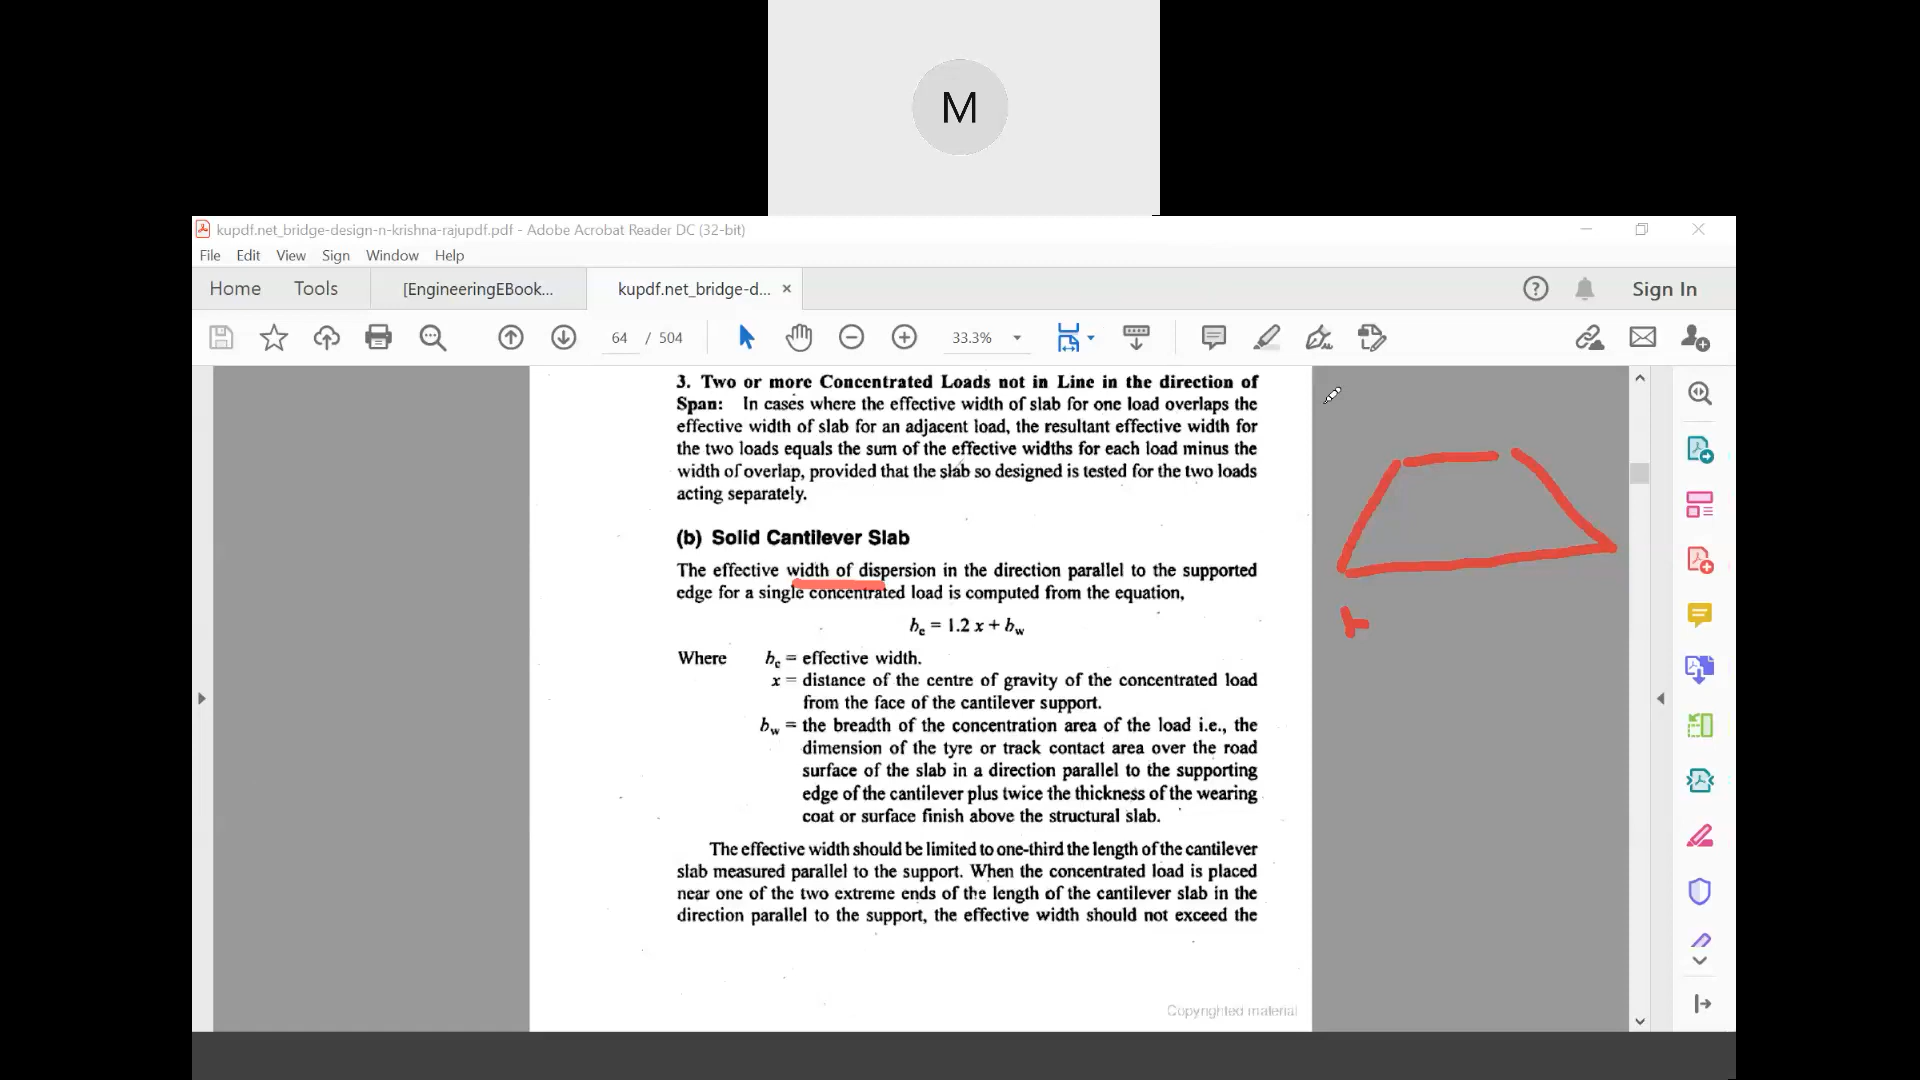 M
kupdf.net_bridge-design-n-krishna-rajupdf.pdf - Adobe Acrobat Reader DC (32-bit)
File Edit View Sign Window Help
Home Tools [EngineeringEBook... kupdf.net_bridge-d... × Sign In
64 / 504 33.3%
3. Two or more Concentrated Loads not in Line in the direction of
Span: In cases where the effective width of slab for one load overlaps the
effective width of slab for an adjacent load, the resultant effective width for
the two loads equals the sum of the effective widths for each load minus the
width of overlap, provided that the slab so designed is tested for the two loads
acting separately.
(b) Solid Cantilever Slab
The effective width of dispersion in the direction parallel to the supported
edge for a single concentrated load is computed from the equation,
bₑ = 1.2 x + b_w
Where bₑ = effective width.
x = distance of the centre of gravity of the concentrated load
from the face of the cantilever support.
b_w = the breadth of the concentration area of the load i.e., the
dimension of the tyre or track contact area over the road
surface of the slab in a direction parallel to the supporting
edge of the cantilever plus twice the thickness of the wearing
coat or surface finish above the structural slab.
The effective width should be limited to one-third the length of the cantilever
slab measured parallel to the support. When the concentrated load is placed
near one of the two extreme ends of the length of the cantilever slab in the
direction parallel to the support, the effective width should not exceed the
Copyrighted material